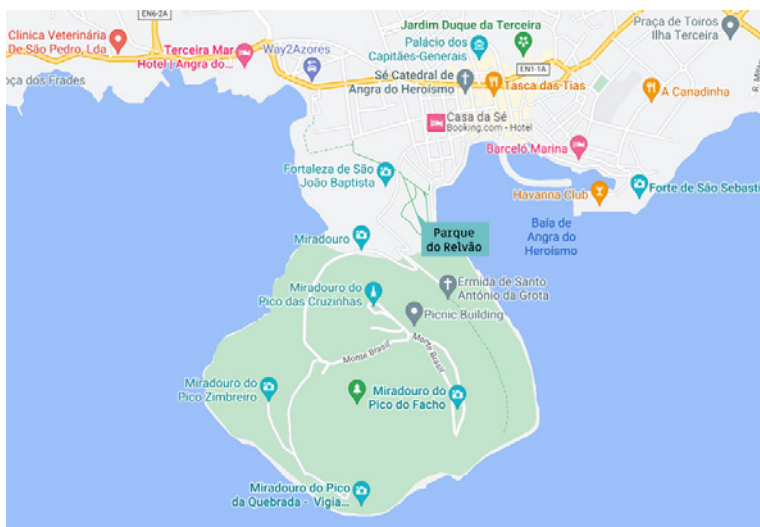 EN6-2A
Clinica Veterinária
De São Pedro, Lda
Terceira Mar
Hotel | Angra do...
Way2Azores
Jardim Duque da Terceira
Palácio dos
Capitães-Generais
Praça de Toiros
Ilha Terceira
EN1-1A
Sé Catedral de
Angra do Heroísmo
Tasca das Tias
A Canadinha
oça dos Frades
R. M
Casa da Sé
Booking.com • Hotel
Barceló Marina
Fortaleza de São
João Baptista
Havanna Club
Forte de São Sebasti
Parque
do Relvão
Baía de
Angra do
Heroísmo
Miradouro
Ermida de Santo
António da Grota
Miradouro do
Pico das Cruzinhas
Picnic Building
Monte Brasil
Monte Brasil
Miradouro do
Pico Zimbreiro
Miradouro do
Pico do Facho
Miradouro do Pico
da Quebrada - Vigia...